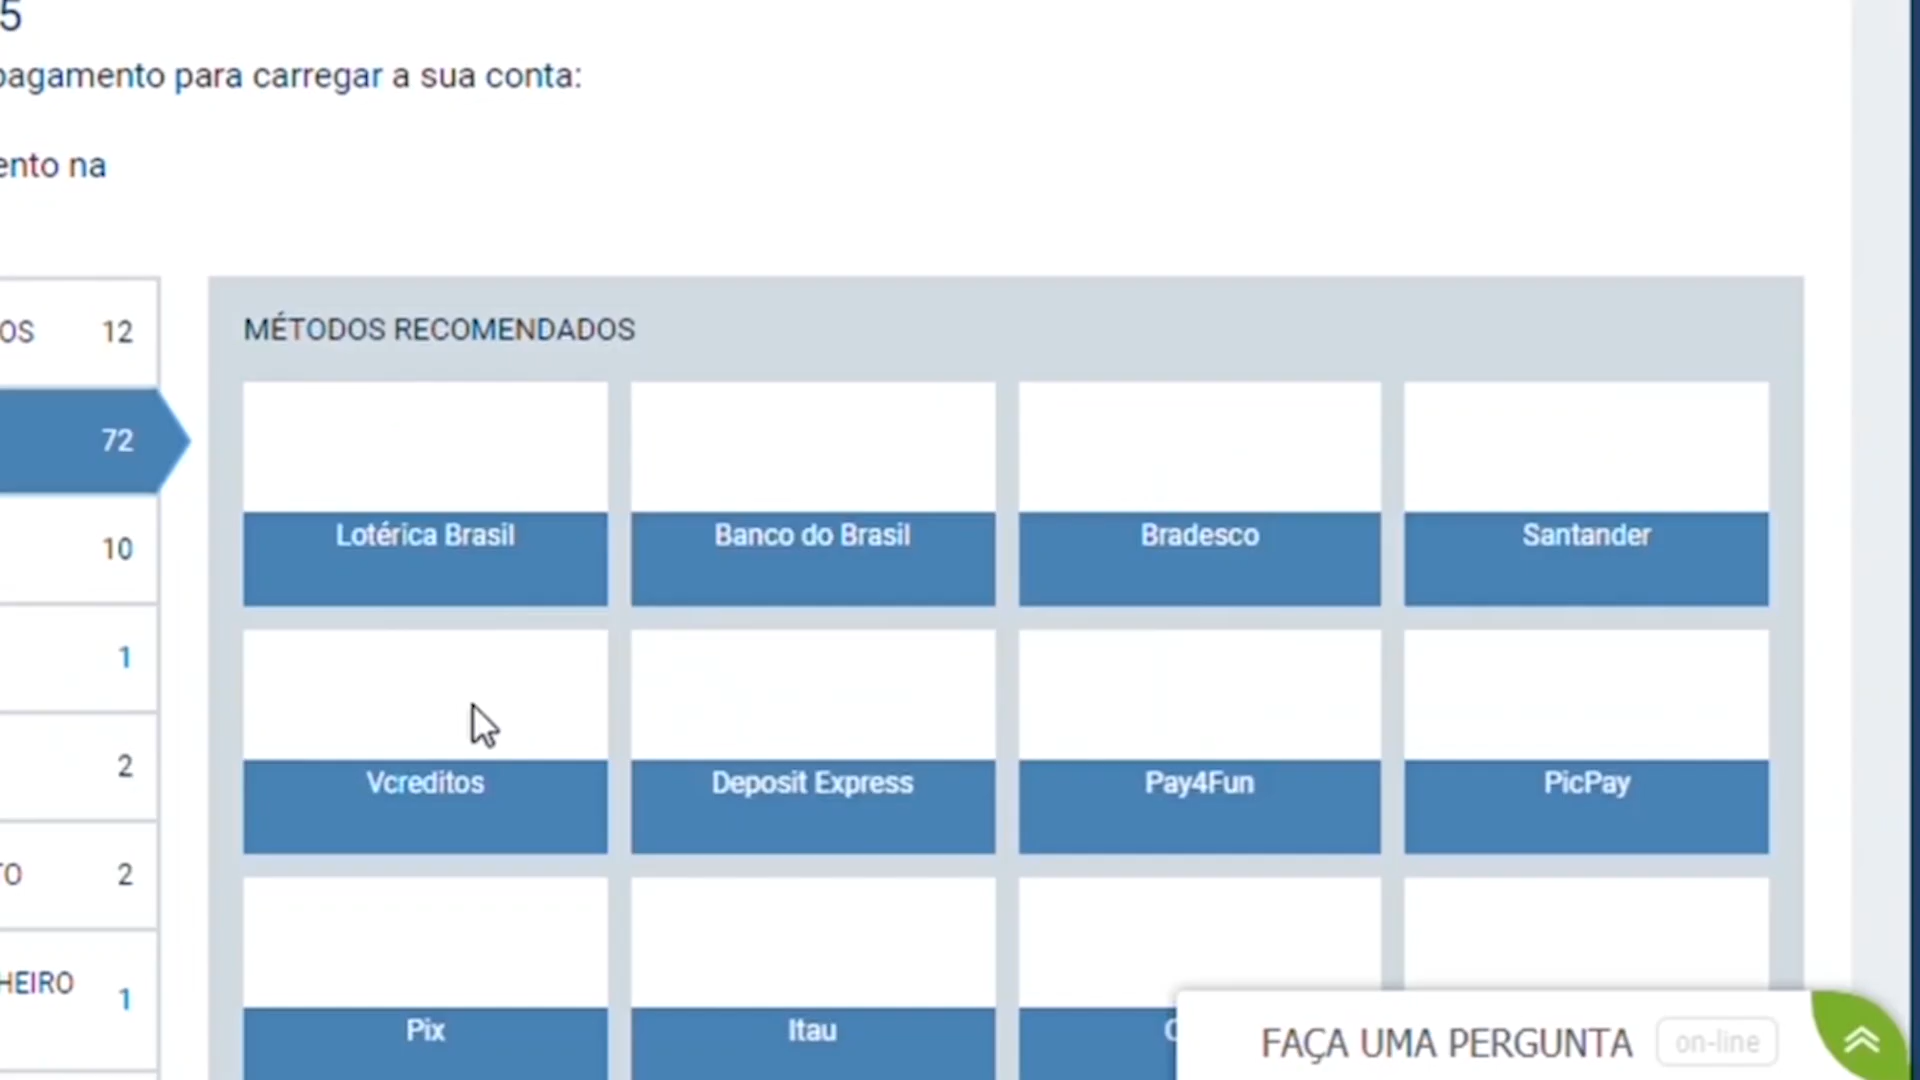 5
pagamento para carregar a sua conta:
ento na
OS 12
72
10
1
2
TO 2
HEIRO 1
MÉTODOS RECOMENDADOS
Lotérica Brasil Banco do Brasil Bradesco Santander
Vcreditos Deposit Express Pay4Fun PicPay
Pix Itau
FAÇA UMA PERGUNTA on-line